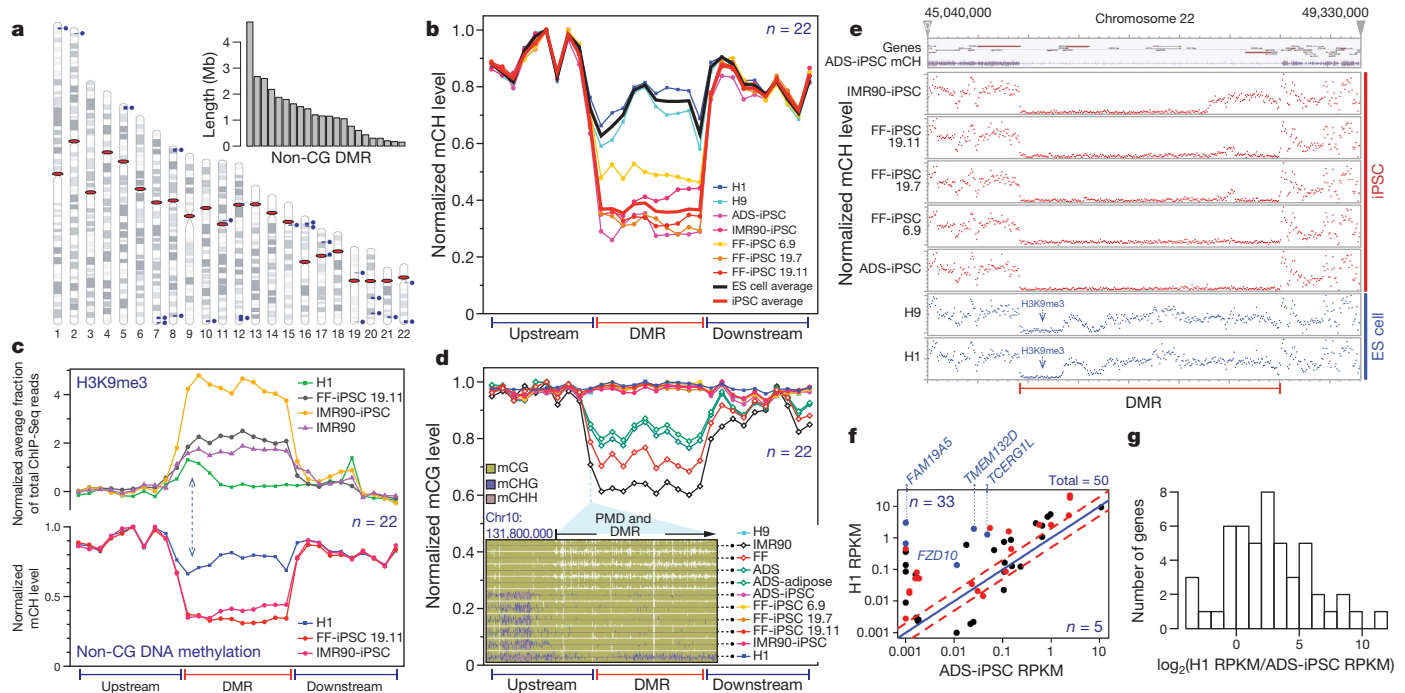 a
Length (Mb)
4
3
2
1
0
Non-CG DMR
1 2 3 4 5 6 7 8 9 10 11 12 13 14 15 16 17 18 19 20 21 22
b
n = 22
Normalized mCH level
1.0
0.8
0.6
0.4
0.2
0
H1
H9
ADS-iPSC
IMR90-iPSC
FF-iPSC 6.9
FF-iPSC 19.7
FF-iPSC 19.11
ES cell average
iPSC average
Upstream DMR Downstream
c
H3K9me3
Normalized average fraction
of total ChIP-Seq reads
4
2
0
H1
FF-iPSC 19.11
IMR90-iPSC
IMR90
n = 22
Normalized
mCH level
1.0
0.5
0
H1
FF-iPSC 19.11
IMR90-iPSC
Non-CG DNA methylation
Upstream DMR Downstream
d
Normalized mCG level
1.0
0.8
0.6
0.4
0.2
0
n = 22
mCG
mCHG
mCHH
Chr10:
131,800,000
PMD and
DMR
H9
IMR90
FF
ADS
ADS-adipose
ADS-iPSC
FF-iPSC 6.9
FF-iPSC 19.7
FF-iPSC 19.11
IMR90-iPSC
H1
Upstream DMR Downstream
e
45,040,000 Chromosome 22 49,330,000
Genes
ADS-iPSC mCH
Normalized mCH level
IMR90-iPSC
FF-iPSC
19.11
FF-iPSC
19.7
FF-iPSC
6.9
ADS-iPSC
H9
H3K9me3
H1
H3K9me3
iPSC
ES cell
DMR
f
FAM19A5
TMEM132D
TCERG1L
Total = 50
n = 33
FZD10
n = 5
H1 RPKM
10
1
0.1
0.01
0.001
0.001 0.01 0.1 1 10
ADS-iPSC RPKM
g
Number of genes
8
6
4
2
0
0 5 10
log2(H1 RPKM/ADS-iPSC RPKM)